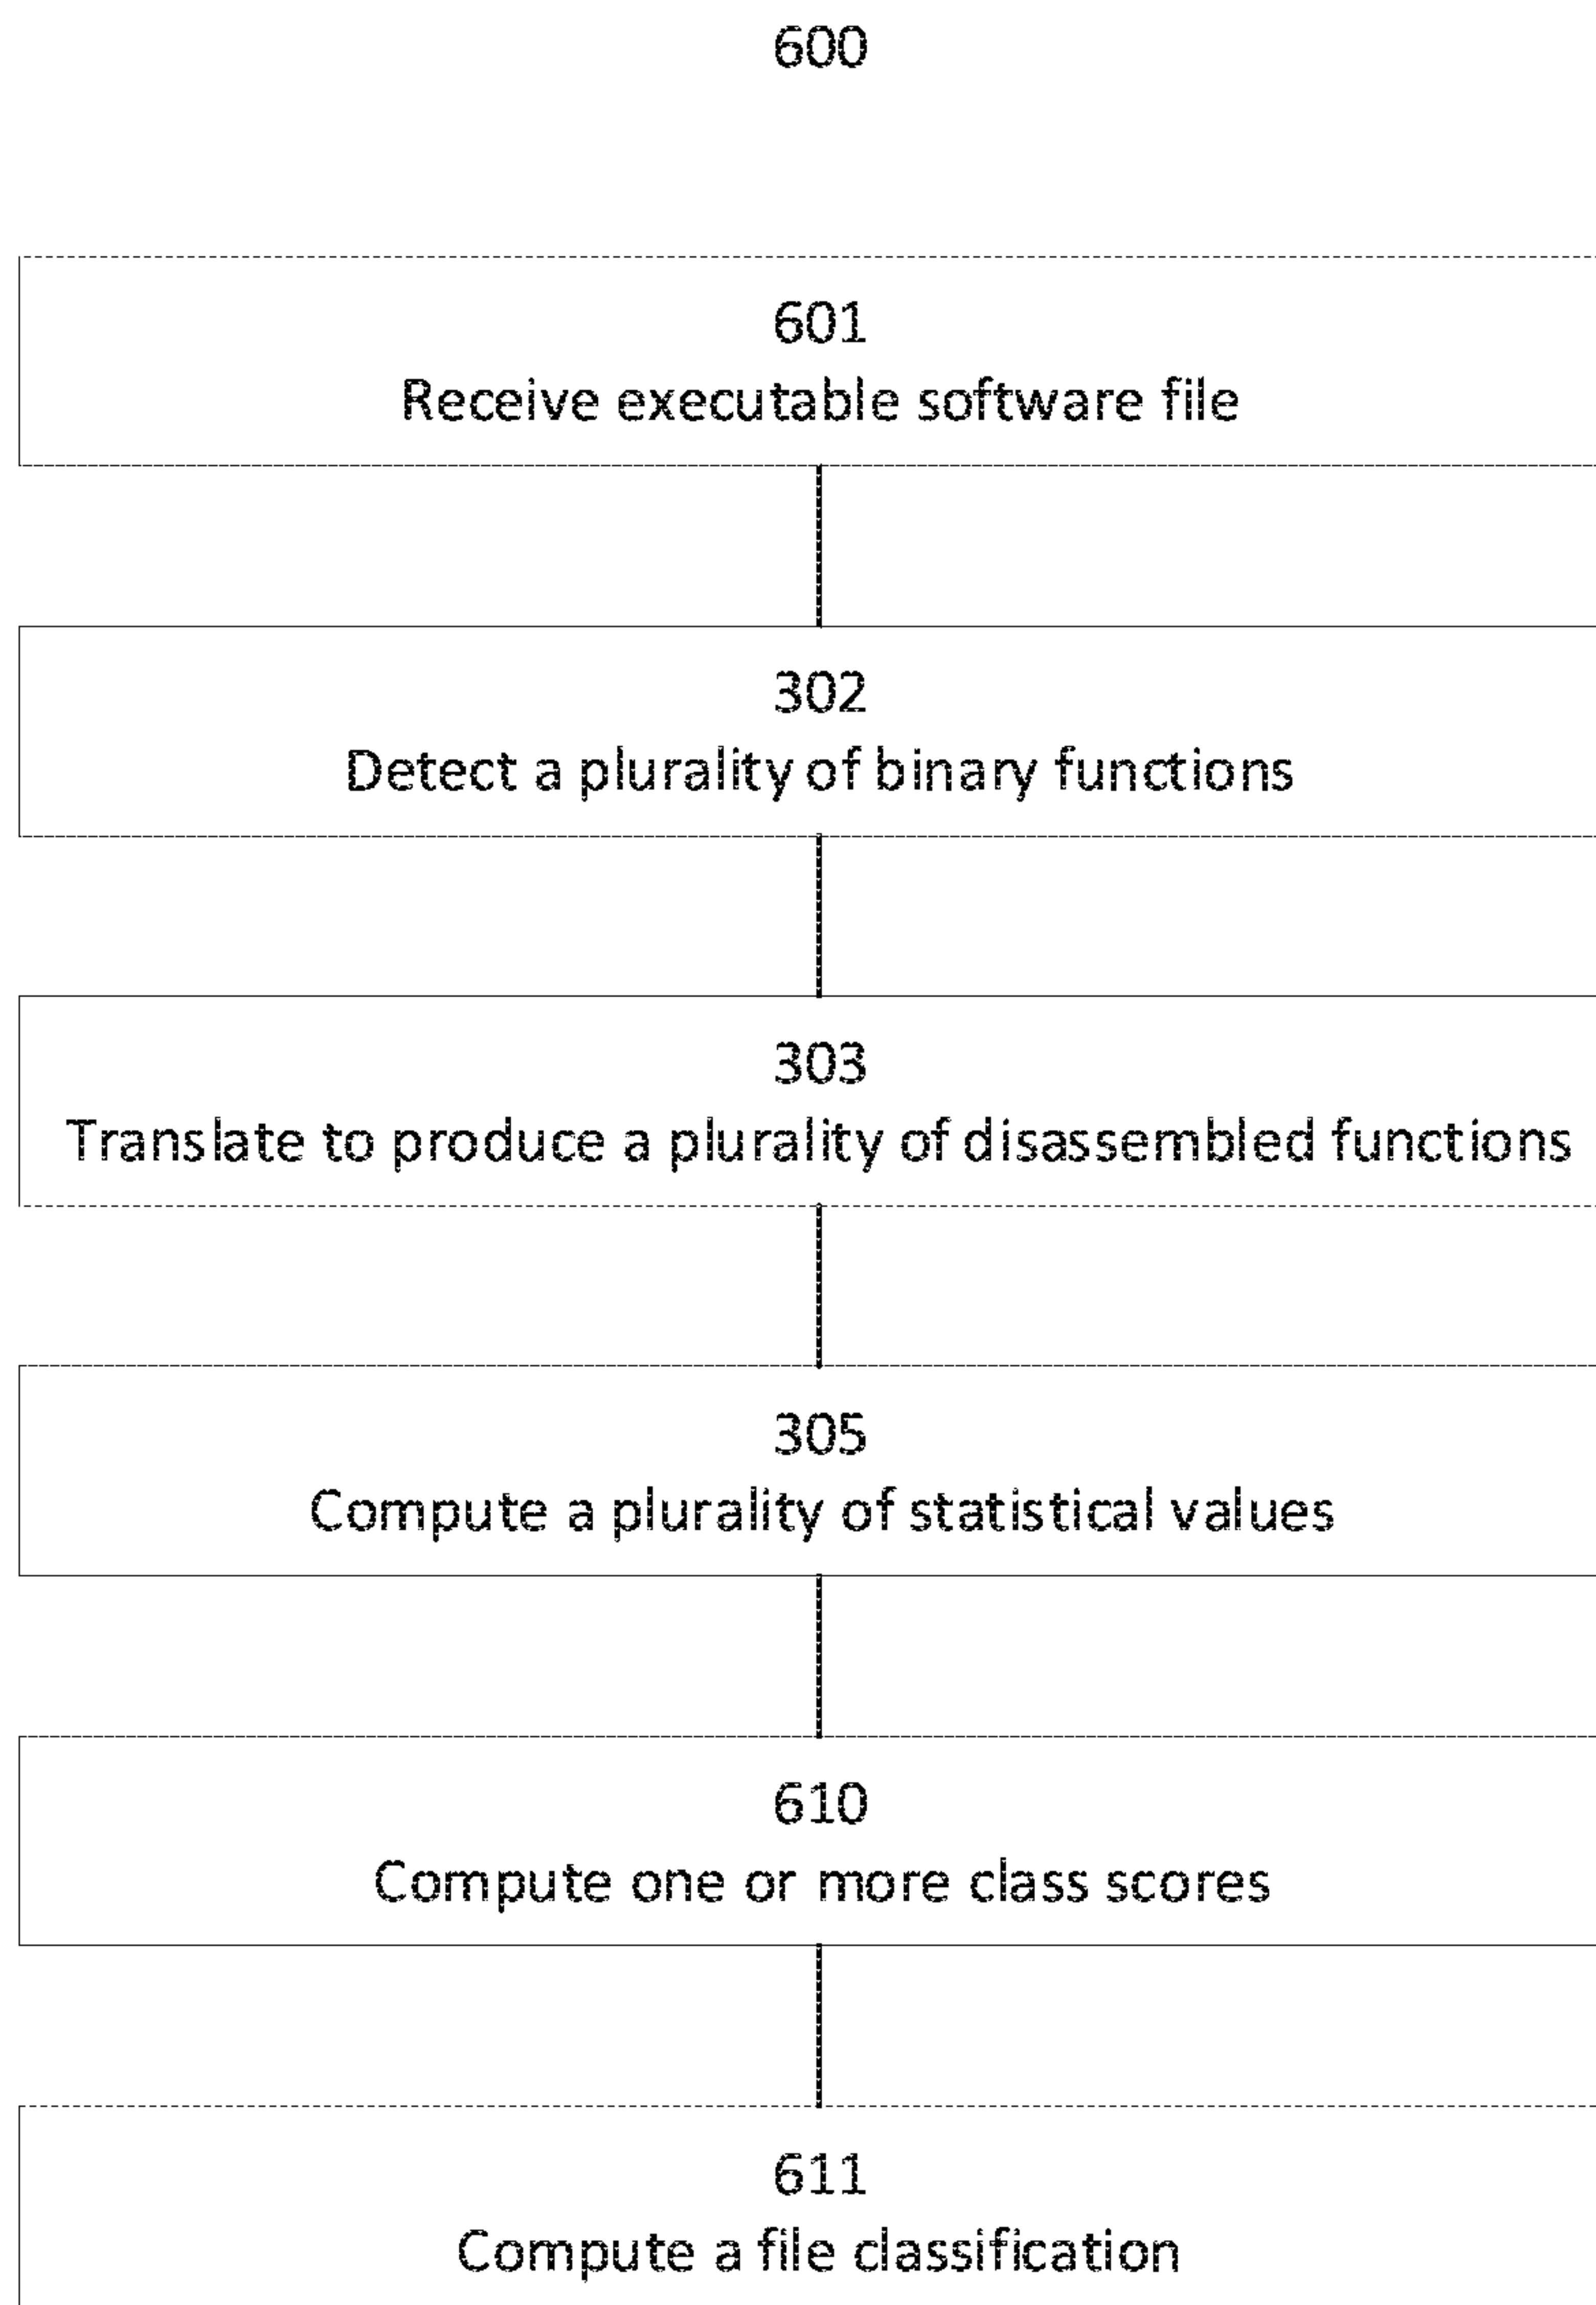 600
601
Receive executable software file
302
Detect a plurality of binary functions
303
Translate to produce a plurality of disassembled functions
305
Compute a plurality of statistical values
610
Compute one or more class scores
611
Compute a file classification